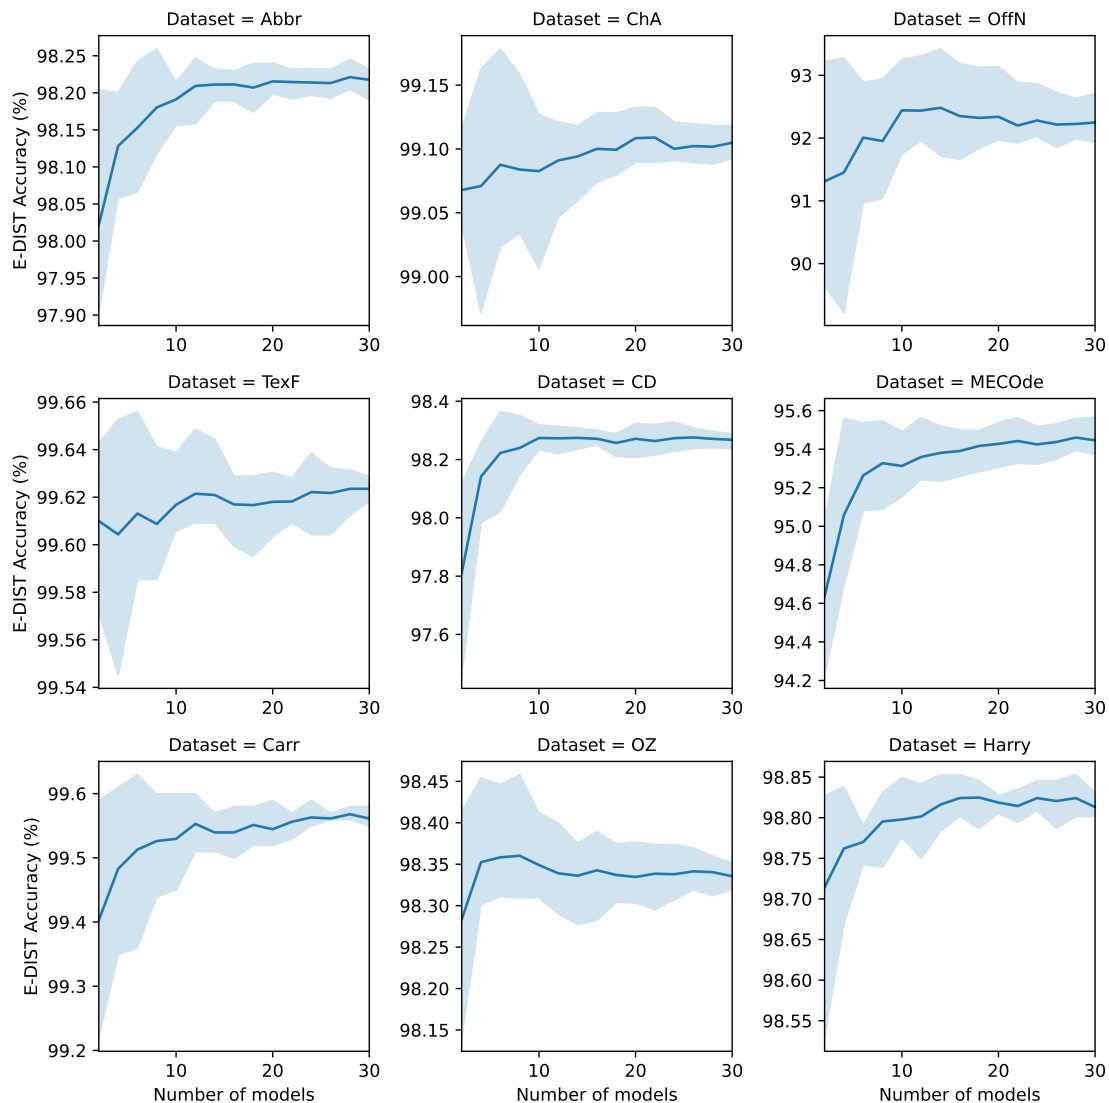 Dataset = Abbr
Dataset = ChA
Dataset = OffN
E-DIST Accuracy (%)
98.25
98.20
98.15
98.10
98.05
98.00
97.95
97.90
10 20 30
99.15
99.10
99.05
99.00
10 20 30
93
92
91
90
10 20 30
Dataset = TexF
Dataset = CD
Dataset = MECOde
E-DIST Accuracy (%)
99.66
99.64
99.62
99.60
99.58
99.56
99.54
10 20 30
98.4
98.2
98.0
97.8
97.6
10 20 30
95.6
95.4
95.2
95.0
94.8
94.6
94.4
94.2
10 20 30
Dataset = Carr
Dataset = OZ
Dataset = Harry
E-DIST Accuracy (%)
99.6
99.5
99.4
99.3
99.2
10 20 30
Number of models
98.45
98.40
98.35
98.30
98.25
98.20
98.15
10 20 30
Number of models
98.85
98.80
98.75
98.70
98.65
98.60
98.55
10 20 30
Number of models